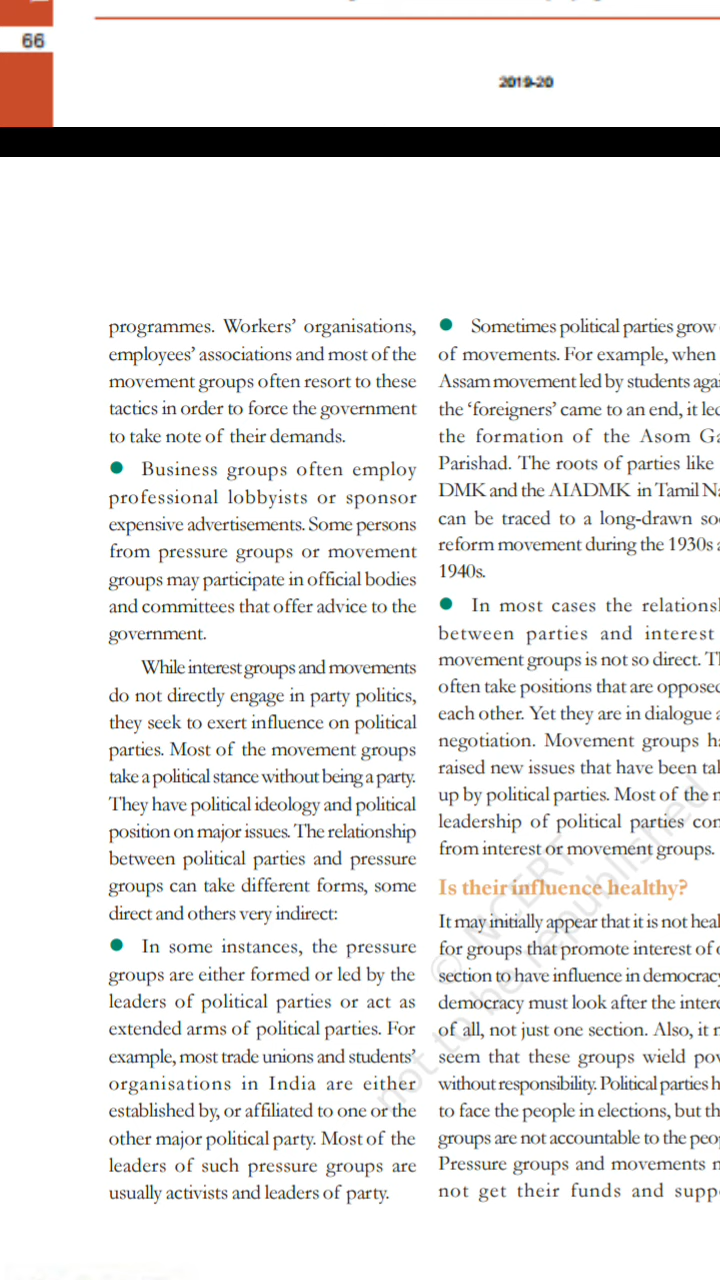 66
2019-20
programmes. Workers' organisations,
employees' associations and most of the
movement groups often resort to these
tactics in order to force the government
to take note of their demands.
● Business groups often employ
professional lobbyists or sponsor
expensive advertisements. Some persons
from pressure groups or movement
groups may participate in official bodies
and committees that offer advice to the
government.
While interest groups and movements
do not directly engage in party politics,
they seek to exert influence on political
parties. Most of the movement groups
take a political stance without being a party.
They have political ideology and political
position on major issues. The relationship
between political parties and pressure
groups can take different forms, some
direct and others very indirect:
● In some instances, the pressure
groups are either formed or led by the
leaders of political parties or act as
extended arms of political parties. For
example, most trade unions and students'
organisations in India are either
established by, or affiliated to one or the
other major political party. Most of the
leaders of such pressure groups are
usually activists and leaders of party.
● Sometimes political parties grow
of movements. For example, when
Assam movement led by students
the 'foreigners' came to an end, it
the formation of the Asom
Parishad. The roots of parties like
DMK and the AIADMK in Tamil
can be traced to a long-drawn
reform movement during the 1930s
1940s.
● In most cases the
between parties and interest
movement groups is not so direct.
often take positions that are
each other. Yet they are in dialogue
negotiation. Movement groups
raised new issues that have been
up by political parties. Most of the
leadership of political parties
from interest or movement groups.
Is their influence healthy?
It may initially appear that it is not
for groups that promote interest of
section to have influence in
democracy must look after the
of all, not just one section. Also, it
seem that these groups wield
without responsibility. Political parties
to face the people in elections, but
groups are not accountable to the
Pressure groups and movements
not get their funds and
© NCERT
not to be republished